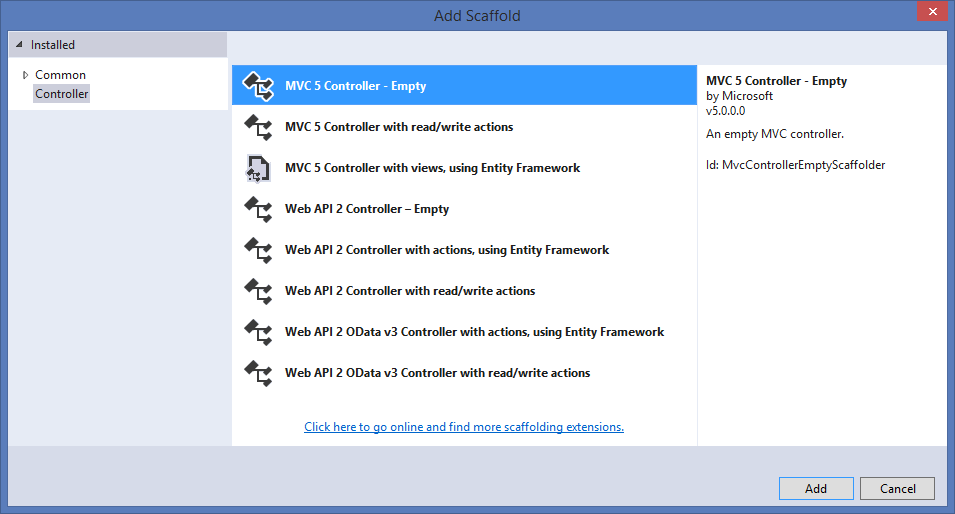 Add Scaffold
Installed
Common
Controller
MVC 5 Controller - Empty
MVC 5 Controller with read/write actions
MVC 5 Controller with views, using Entity Framework
Web API 2 Controller – Empty
Web API 2 Controller with actions, using Entity Framework
Web API 2 Controller with read/write actions
Web API 2 OData v3 Controller with actions, using Entity Framework
Web API 2 OData v3 Controller with read/write actions
Click here to go online and find more scaffolding extensions.
MVC 5 Controller - Empty
by Microsoft
v5.0.0.0
An empty MVC controller.
Id: MvcControllerEmptyScaffolder
Add
Cancel